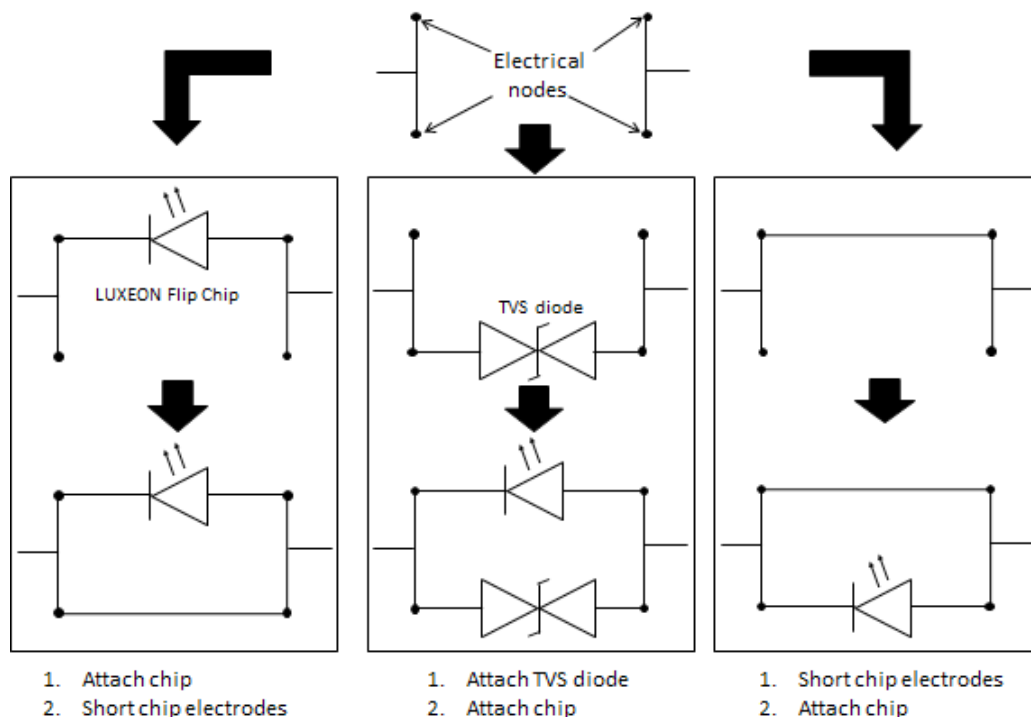 Electrical
nodes
LUXEON Flip Chip
TVS diode
1. Attach chip
2. Short chip electrodes
1. Attach TVS diode
2. Attach chip
1. Short chip electrodes
2. Attach chip